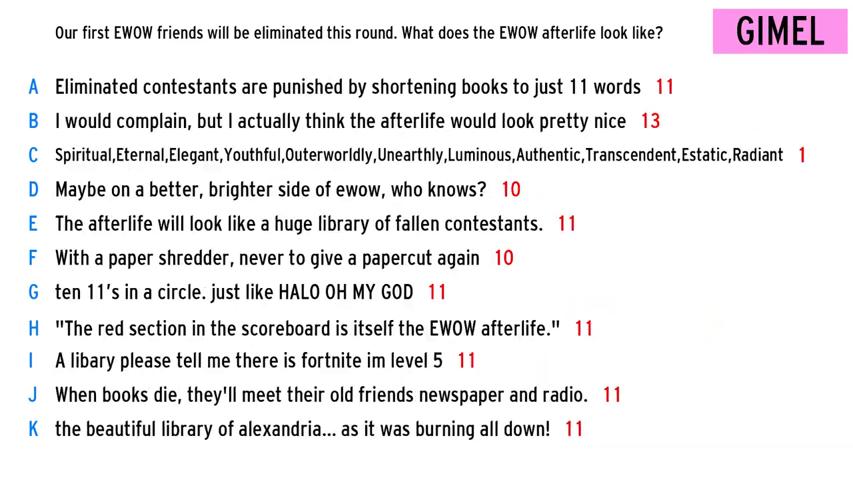 Our first EWOW friends will be eliminated this round. What does the EWOW afterlife look like?
GIMEL
A Eliminated contestants are punished by shortening books to just 11 words 11
B I would complain, but I actually think the afterlife would look pretty nice 13
C Spiritual,Eternal,Elegant,Youthful,Outerworldly,Unearthly,Luminous,Authentic,Transcendent,Estatic,Radiant 1
D Maybe on a better, brighter side of ewow, who knows? 10
E The afterlife will look like a huge library of fallen contestants. 11
F With a paper shredder, never to give a papercut again 10
G ten 11's in a circle. just like HALO OH MY GOD 11
H "The red section in the scoreboard is itself the EWOW afterlife." 11
I A libary please tell me there is fortnite im level 5 11
J When books die, they'll meet their old friends newspaper and radio. 11
K the beautiful library of alexandria... as it was burning all down! 11